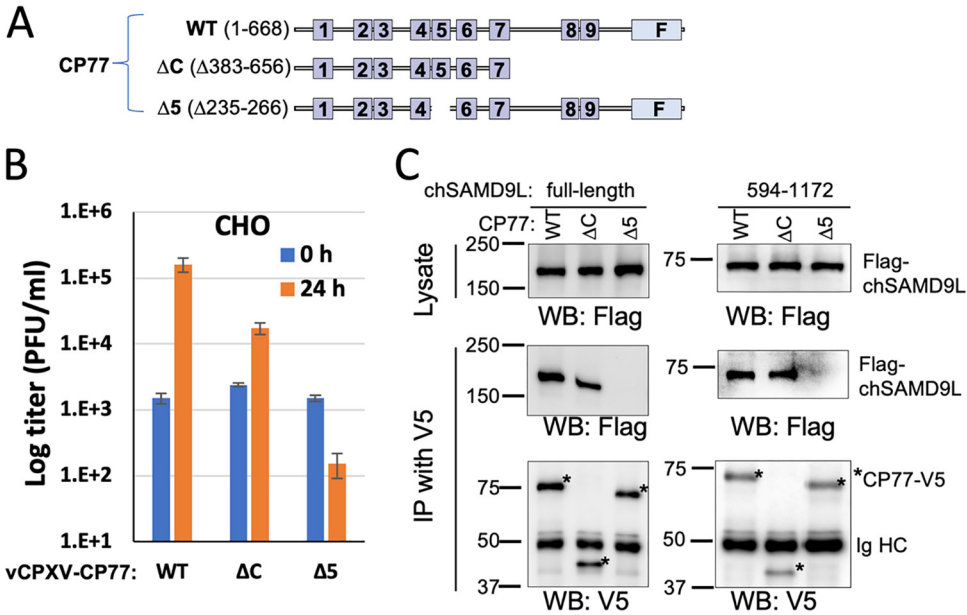 A
WT (1-668) 1 2 3 4 5 6 7 8 9 F
CP77
ΔC (Δ383-656) 1 2 3 4 5 6 7
Δ5 (Δ235-266) 1 2 3 4 6 7 8 9 F
B
CHO
0 h
24 h
Log titer (PFU/ml)
1.E+6
1.E+5
1.E+4
1.E+3
1.E+2
1.E+1
vCPXV-CP77: WT ΔC Δ5
C
chSAMD9L: full-length 594-1172
CP77: WT ΔC Δ5 WT ΔC Δ5
Lysate
250
150
75
Flag-
chSAMD9L
WB: Flag WB: Flag
IP with V5
250
150
75
Flag-
chSAMD9L
WB: Flag WB: Flag
75
50
37
* *
*
75
50
37
* *
*
*CP77-V5
Ig HC
WB: V5 WB: V5